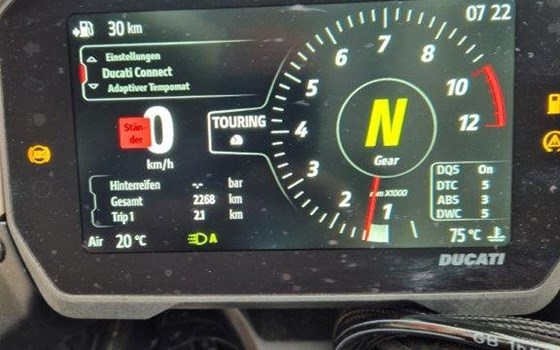 30 km
07 22
Einstellungen
Ducati Connect
Adaptiver Tempomat
Stän-
der
0
km/h
TOURING
1
2
3
4
5
6
7
8
10
12
N
Gear
X1000
Hinterreifen -.- bar
Gesamt 2268 km
Trip 1 21 km
DQS On
DTC 5
ABS 3
DWC 5
Air 20 °C
A
75 °C
DUCATI